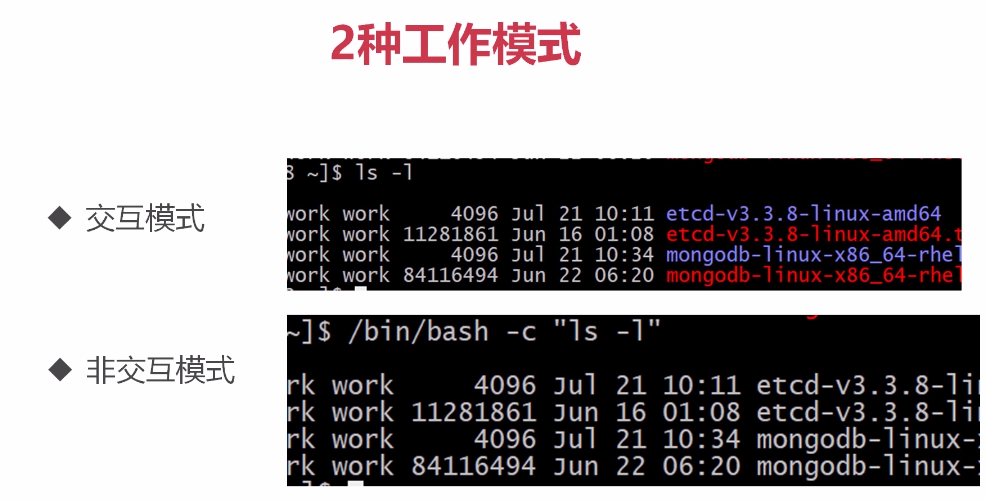 2种工作模式
◆ 交互模式
8 ~]$ ls -l
work work 4096 Jul 21 10:11 etcd-v3.3.8-linux-amd64
work work 11281861 Jun 16 01:08 etcd-v3.3.8-linux-amd64.t
work work 4096 Jul 21 10:34 mongodb-linux-x86_64-rhel
work work 84116494 Jun 22 06:20 mongodb-linux-x86_64-rhel
◆ 非交互模式
~]$ /bin/bash -c "ls -l"
rk work 4096 Jul 21 10:11 etcd-v3.3.8-lin
rk work 11281861 Jun 16 01:08 etcd-v3.3.8-lin
rk work 4096 Jul 21 10:34 mongodb-linux-
rk work 84116494 Jun 22 06:20 mongodb-linux-